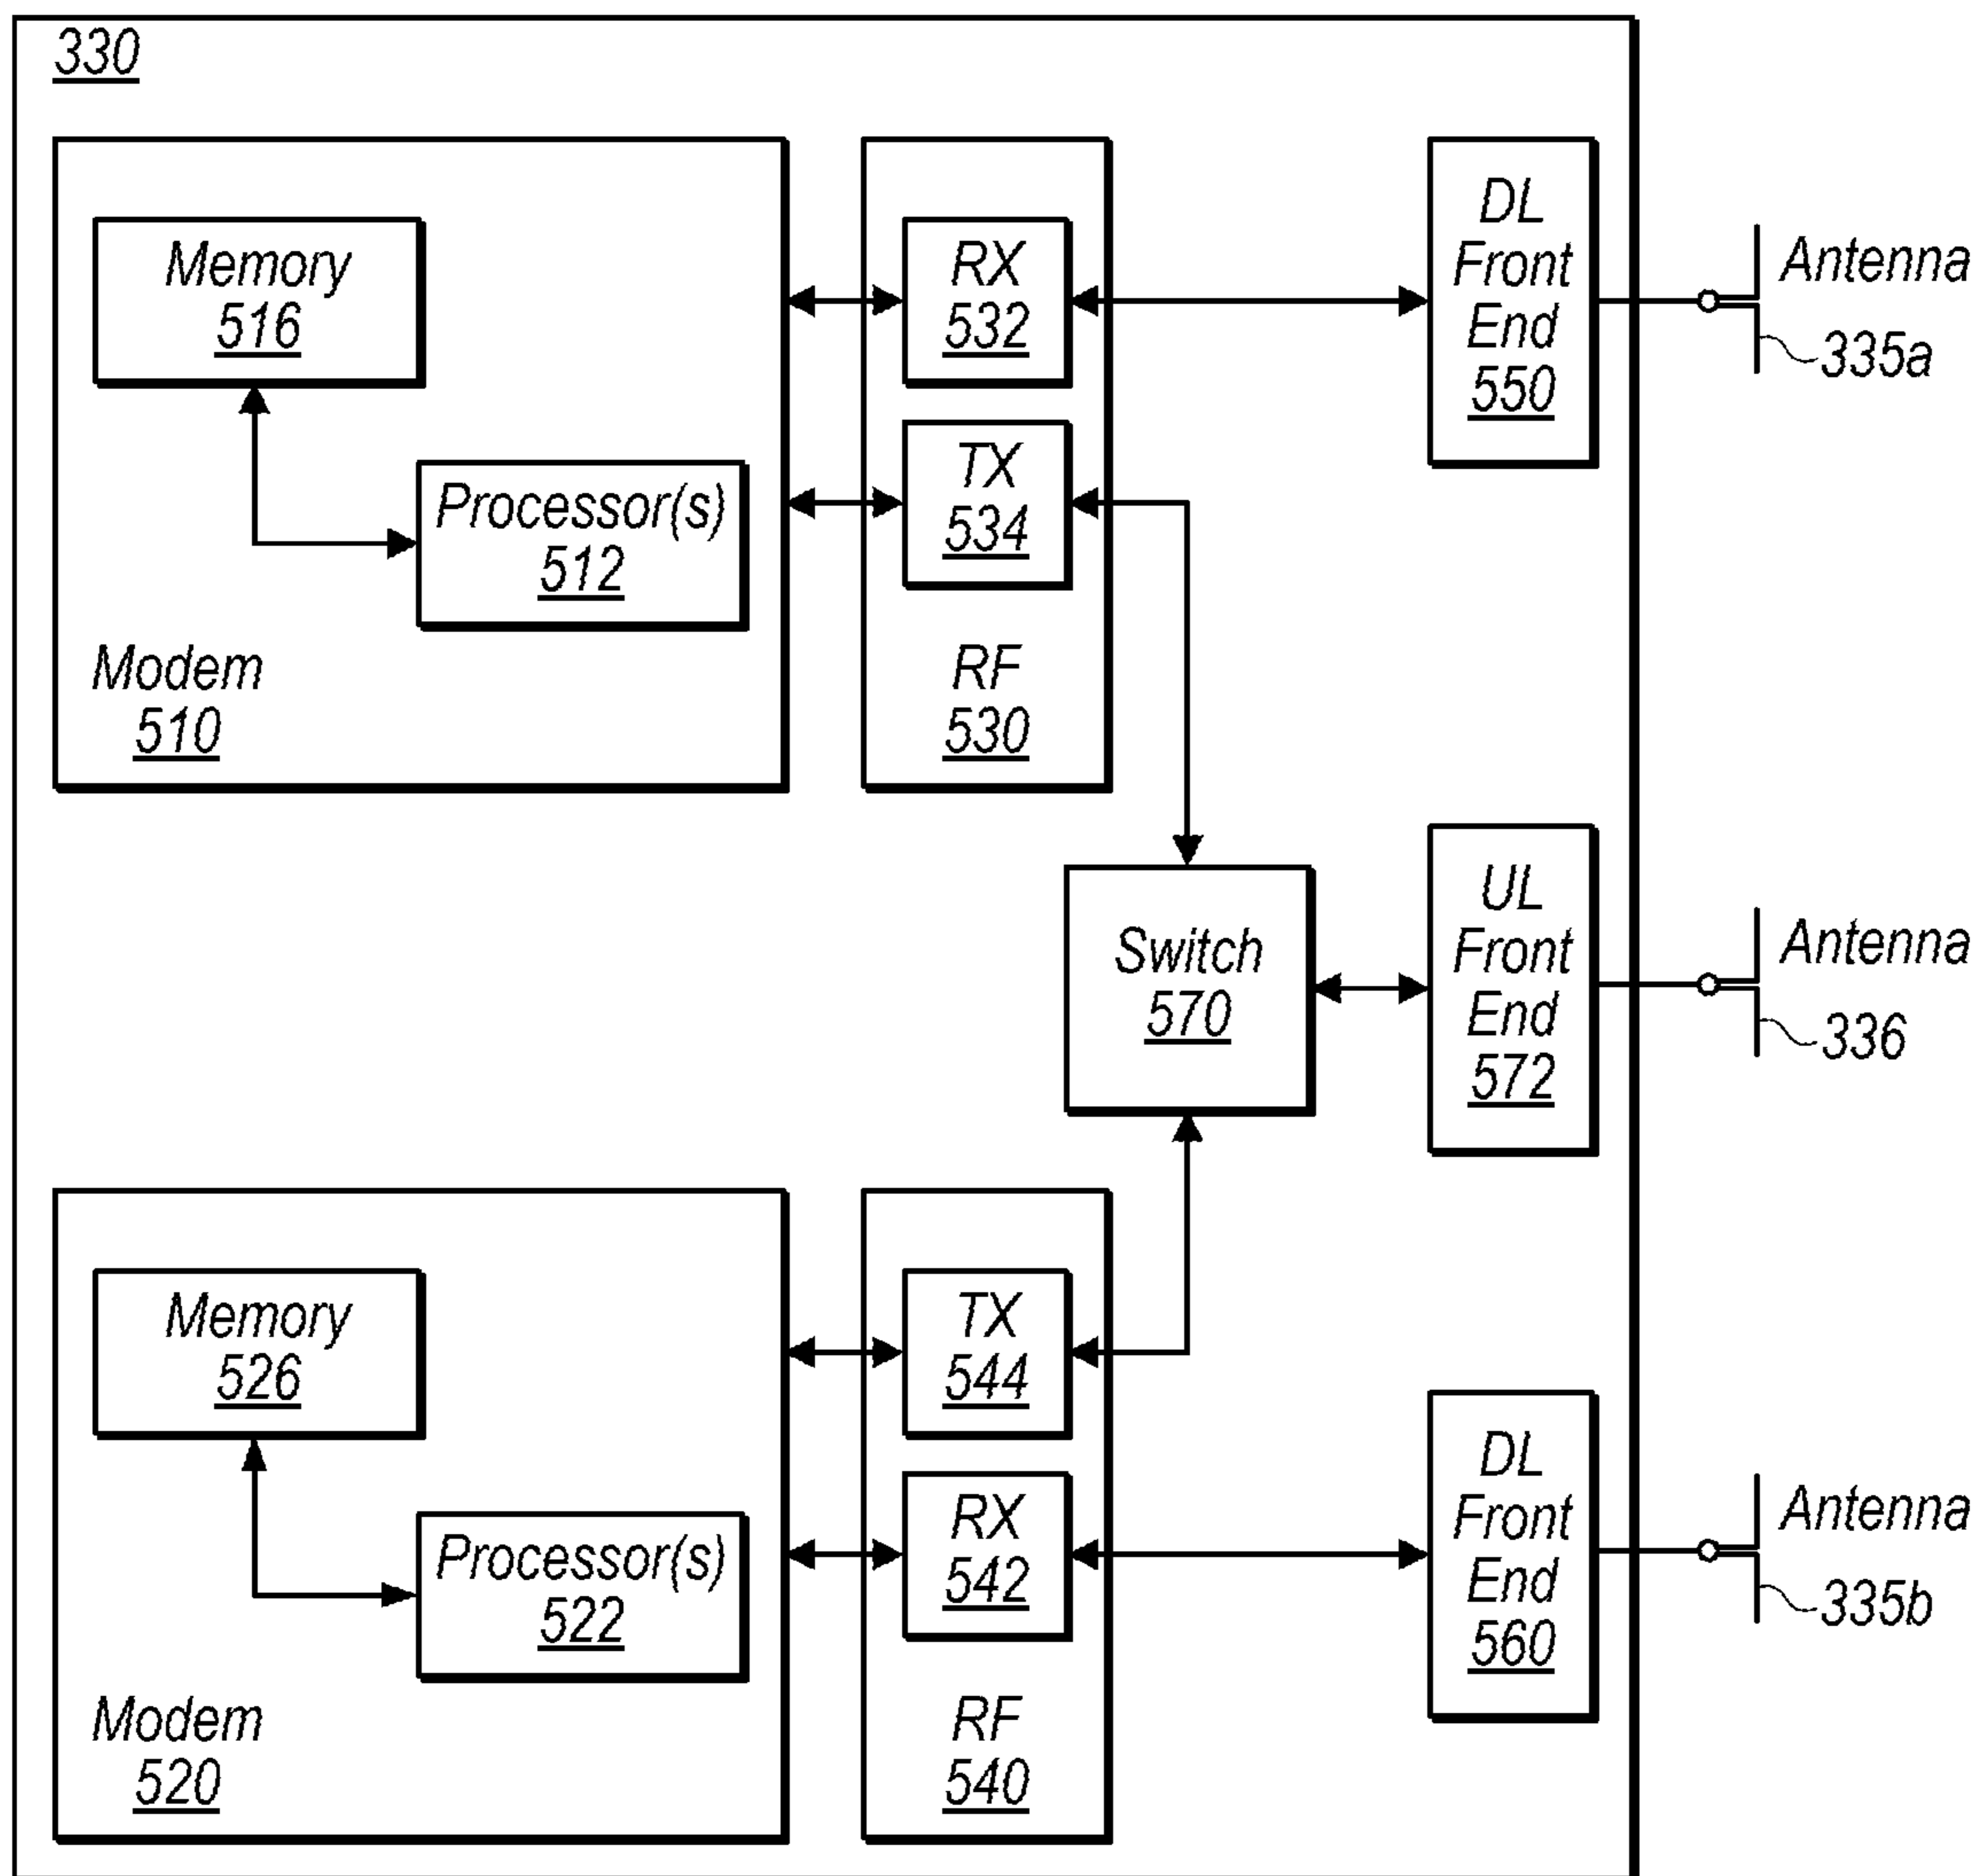 330
Memory
516
Processor(s)
512
Modem
510
RX
532
TX
534
RF
530
DL
Front
End
550
Antenna
335a
Switch
570
UL
Front
End
572
Antenna
336
Memory
526
Processor(s)
522
Modem
520
TX
544
RX
542
RF
540
DL
Front
End
560
Antenna
335b